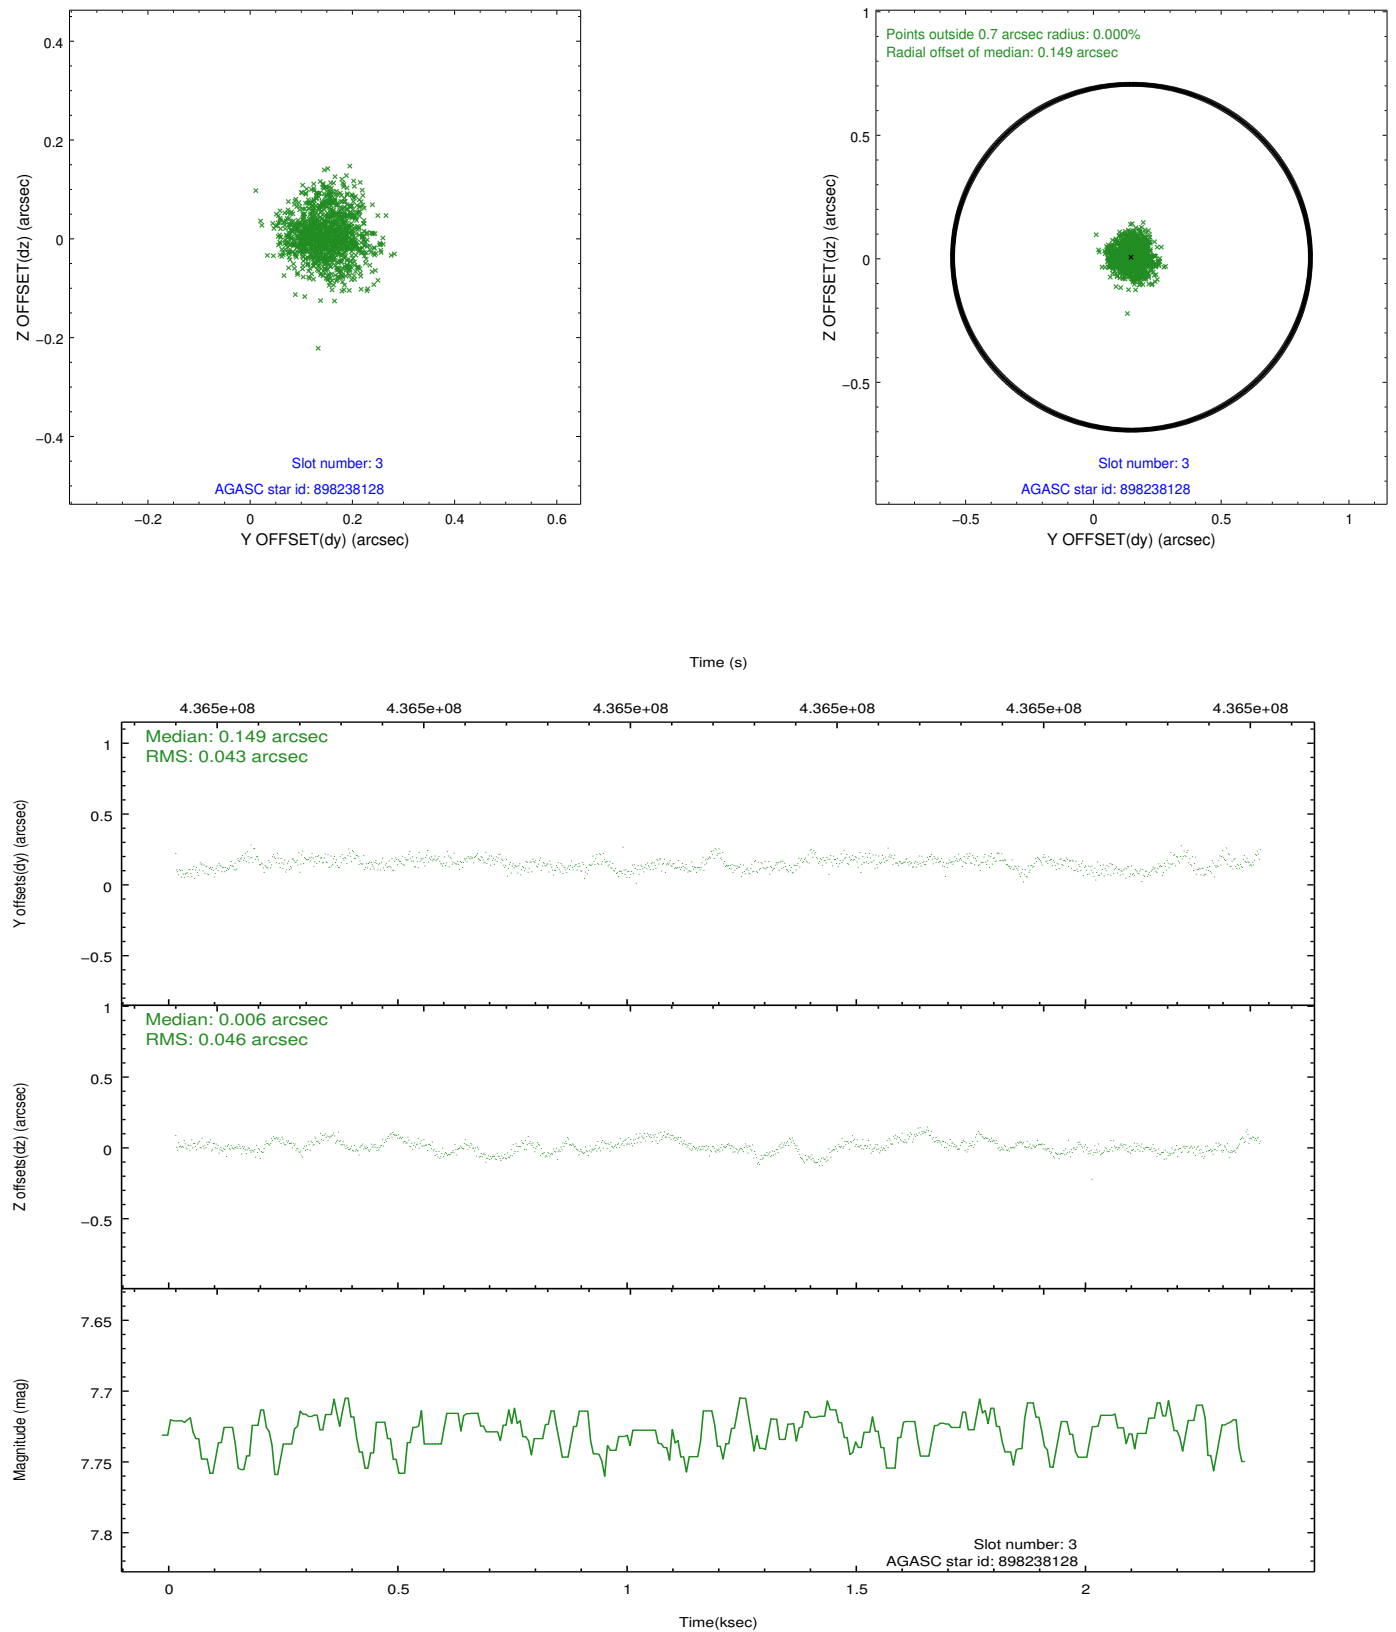 0.4
0.2
0
−0.2
−0.4
Z OFFSET(dz) (arcsec)
Slot number: 3
AGASC star id: 898238128
−0.2
0
0.2
0.4
0.6
Y OFFSET(dy) (arcsec)
Points outside 0.7 arcsec radius: 0.000%
Radial offset of median: 0.149 arcsec
1
0.5
0
−0.5
Z OFFSET(dz) (arcsec)
Slot number: 3
AGASC star id: 898238128
−0.5
0
0.5
1
Y OFFSET(dy) (arcsec)
Time (s)
4.365e+08
4.365e+08
4.365e+08
4.365e+08
4.365e+08
4.365e+08
Median: 0.149 arcsec
RMS: 0.043 arcsec
1
0.5
0
−0.5
Y offsets(dy) (arcsec)
Median: 0.006 arcsec
RMS: 0.046 arcsec
1
0.5
0
−0.5
Z offsets(dz) (arcsec)
7.65
7.7
7.75
7.8
Magnitude (mag)
Slot number: 3
AGASC star id: 898238128
0
0.5
1
1.5
2
Time(ksec)